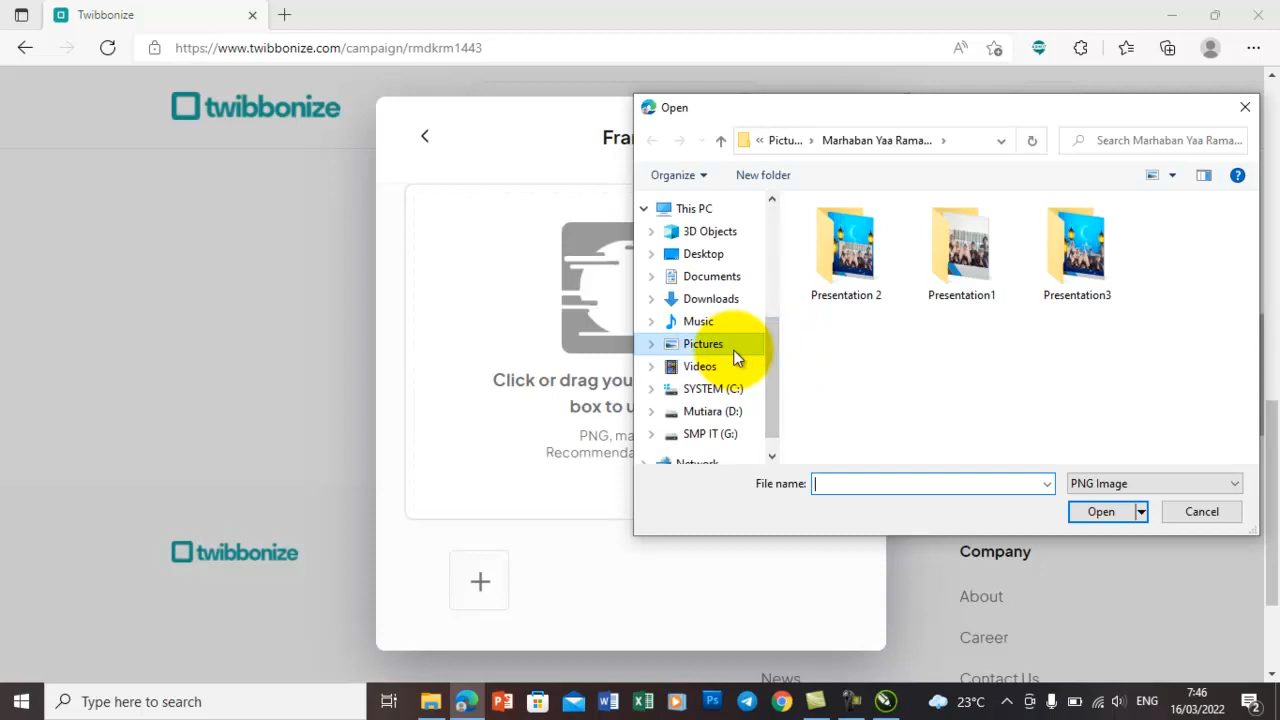 Twibbonize
https://www.twibbonize.com/campaign/rmdkrm1443
twibbonize
Fra
Click or drag you
box to u
PNG, ma
Recommenda
Open
« Pictu... › Marhaban Yaa Rama... ›
Search Marhaban Yaa Rama...
Organize
New folder
This PC
3D Objects
Desktop
Documents
Downloads
Music
Pictures
Videos
SYSTEM (C:)
Mutiara (D:)
SMP IT (G:)
Network
Presentation 2
Presentation1
Presentation3
File name:
PNG Image
Open
Cancel
twibbonize
Company
About
Career
Contact Us
News
Type here to search
23°C
ENG
7:46
16/03/2022
2